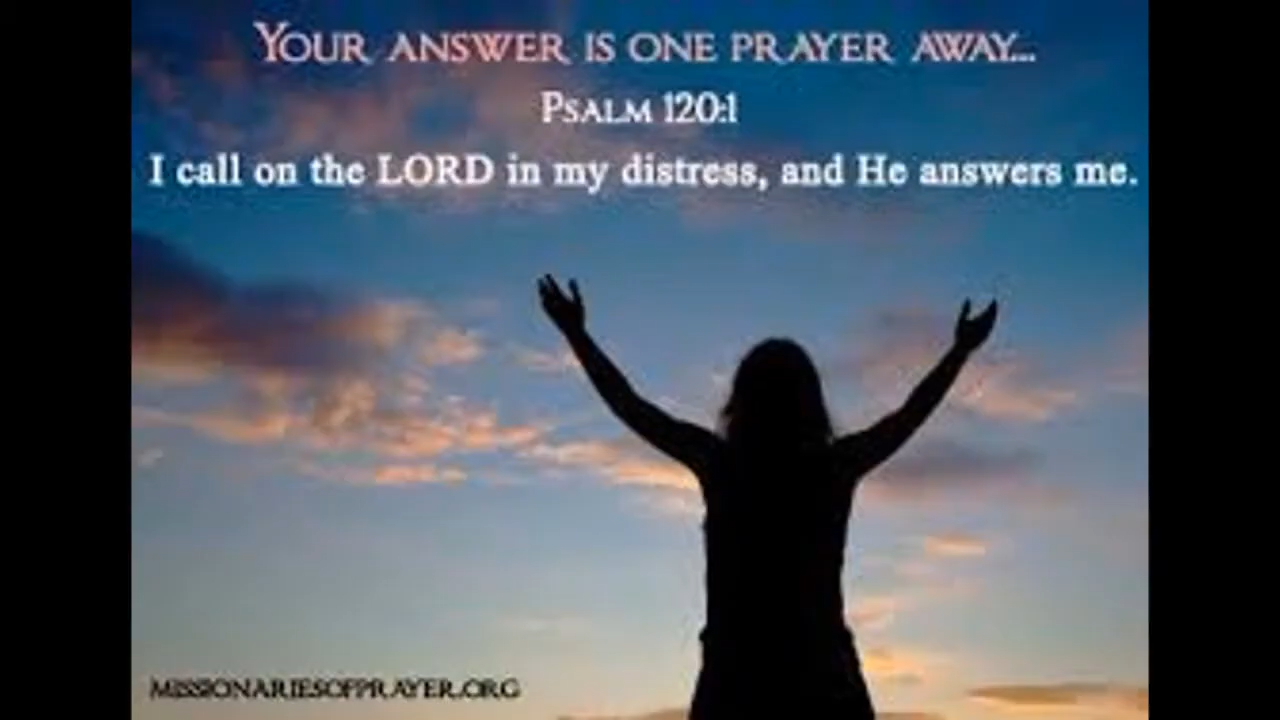 Your answer is one prayer away...
Psalm 120:1
I call on the LORD in my distress, and He answers me.
MISSIONARIESOFPRAYER.ORG